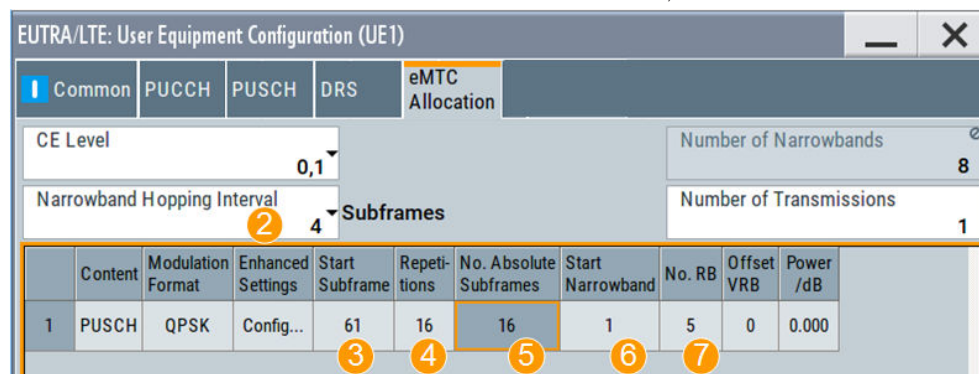 EUTRA/LTE: User Equipment Configuration (UE1)
Common PUCCH PUSCH DRS eMTC Allocation
CE Level
0,1
Number of Narrowbands
8
Narrowband Hopping Interval
2 4 Subframes
Number of Transmissions
1
Content Modulation Format Enhanced Settings Start Subframe Repeti-tions No. Absolute Subframes Start Narrowband No. RB Offset VRB Power /dB
1 PUSCH QPSK Config... 61 16 16 1 5 0 0.000
3 4 5 6 7